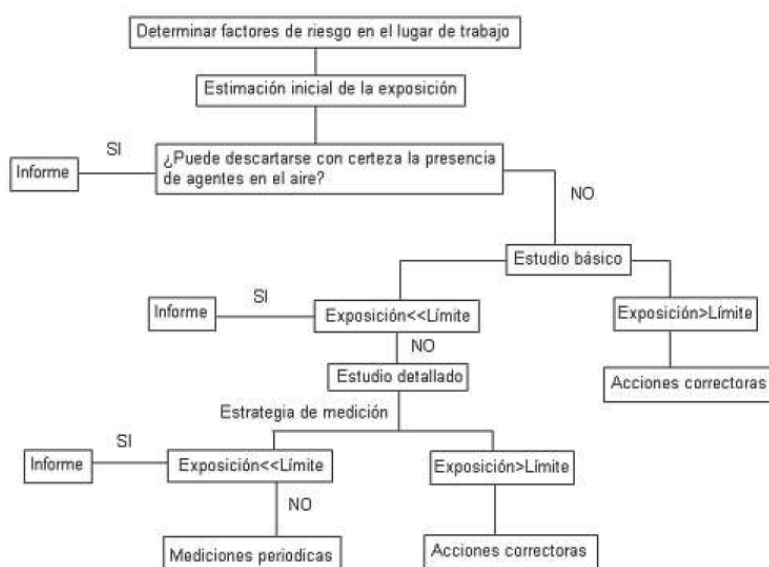 Determinar factores de riesgo en el lugar de trabajo
Estimación inicial de la exposición
SI
Informe
¿Puede descartarse con certeza la presencia
de agentes en el aire?
NO
Estudio básico
SI
Informe
Exposición<<Límite
Exposición>Límite
NO
Estudio detallado
Acciones correctoras
Estrategia de medición
SI
Informe
Exposición<<Límite
Exposición>Límite
NO
Mediciones periodicas
Acciones correctoras